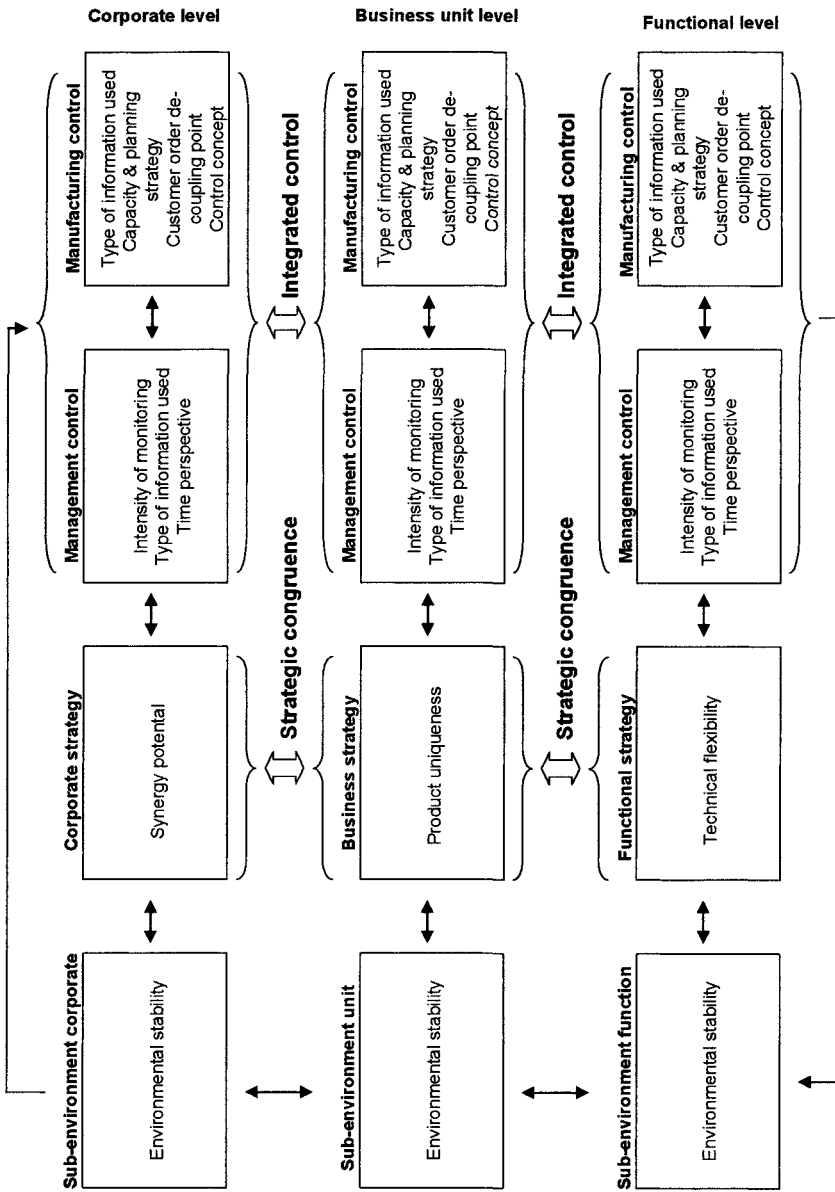 Corporate level
Sub-environment corporate
Environmental stability
Corporate strategy
Synergy potential
Management control
Intensity of monitoring
Type of information used
Time perspective
Manufacturing control
Type of information used
Capacity & planning
strategy
Customer order de-
coupling point
Control concept
Strategic congruence
Integrated control
Business unit level
Sub-environment unit
Environmental stability
Business strategy
Product uniqueness
Management control
Intensity of monitoring
Type of information used
Time perspective
Manufacturing control
Type of information used
Capacity & planning
strategy
Customer order de-
coupling point
Control concept
Strategic congruence
Integrated control
Functional level
Sub-environment function
Environmental stability
Functional strategy
Technical flexibility
Management control
Intensity of monitoring
Type of information used
Time perspective
Manufacturing control
Type of information used
Capacity & planning
strategy
Customer order de-
coupling point
Control concept